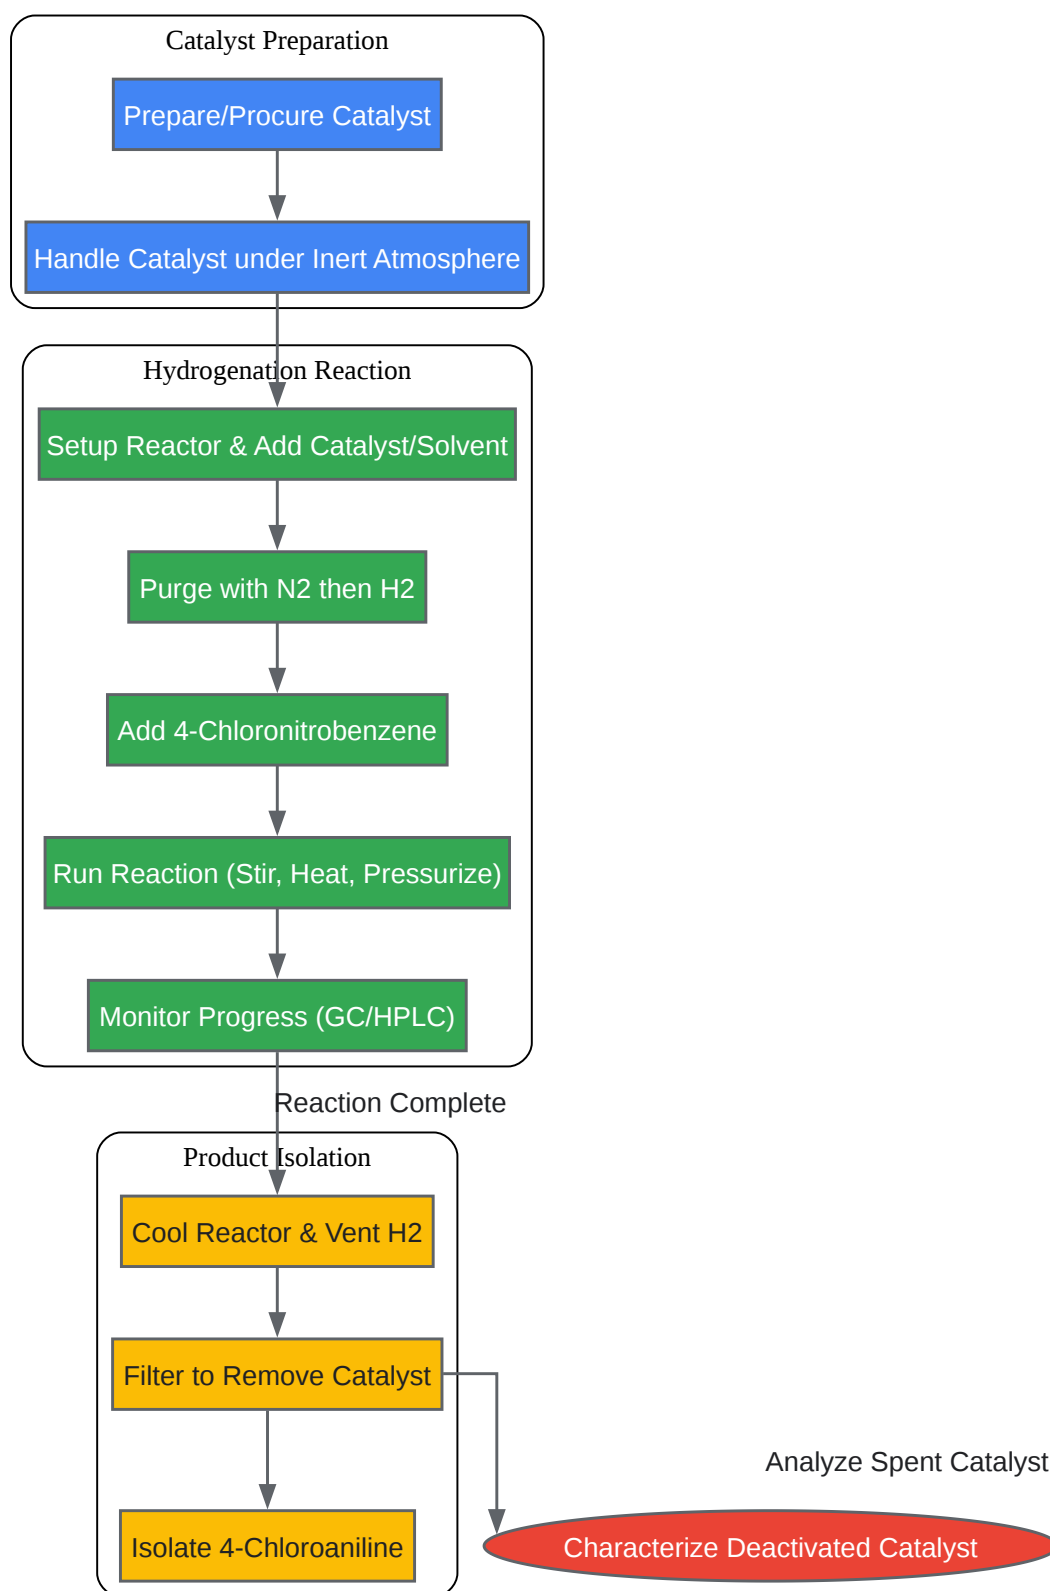 Catalyst Preparation
Prepare/Procure Catalyst
Handle Catalyst under Inert Atmosphere
Hydrogenation Reaction
Setup Reactor & Add Catalyst/Solvent
Purge with N2 then H2
Add 4-Chloronitrobenzene
Run Reaction (Stir, Heat, Pressurize)
Monitor Progress (GC/HPLC)
Reaction Complete
Product Isolation
Cool Reactor & Vent H2
Filter to Remove Catalyst
Analyze Spent Catalyst
Isolate 4-Chloroaniline
Characterize Deactivated Catalyst